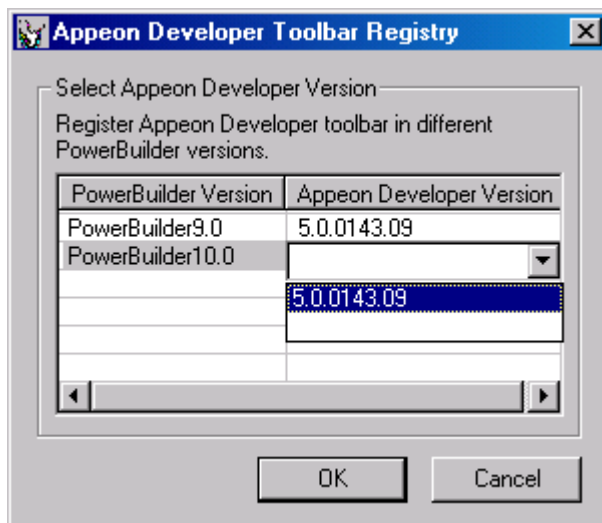 Appeon Developer Toolbar Registry
Select Appeon Developer Version
Register Appeon Developer toolbar in different
PowerBuilder versions.
PowerBuilder Version Appeon Developer Version
PowerBuilder9.0 5.0.0143.09
PowerBuilder10.0
5.0.0143.09
OK Cancel